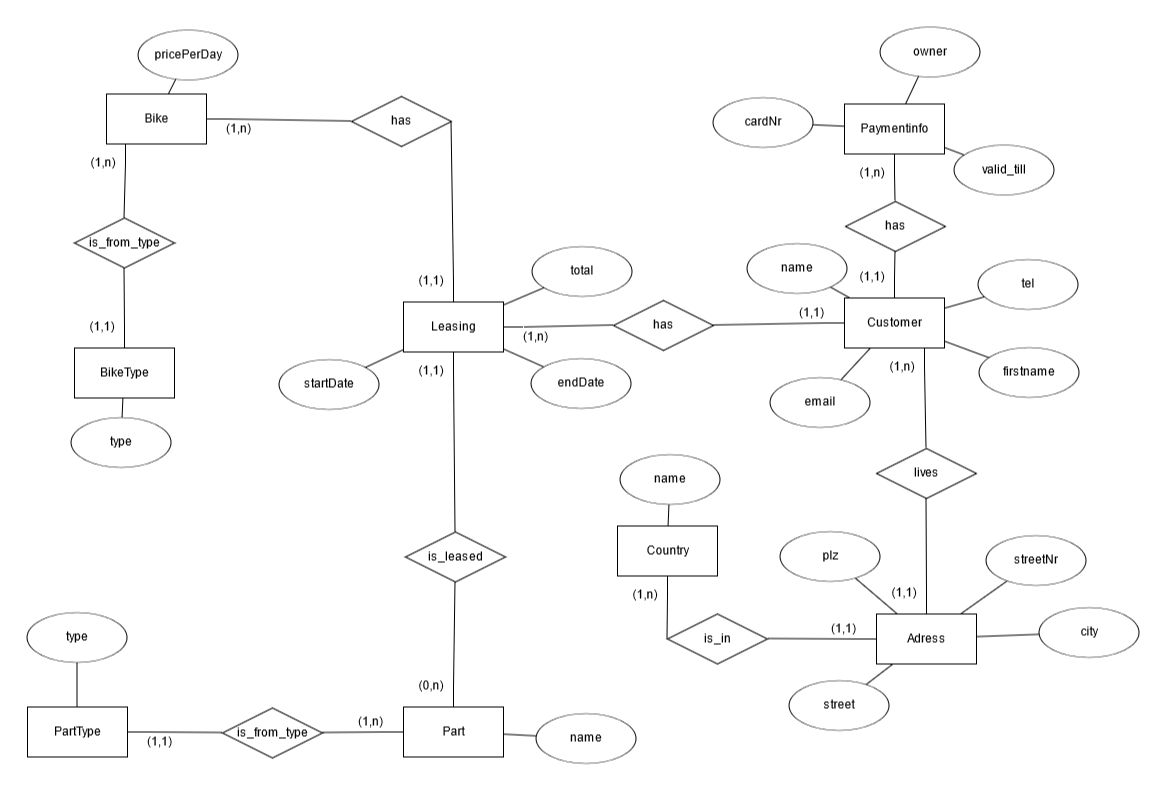 owner
pricePerDay
Bike
has
cardNr
Paymentinfo
(1,n)
(1,n)
(1,n)
valid_till
has
is_from_type
name
total
(1,1)
(1,1)
tel
(1,1)
Leasing
has
(1,1)
Customer
(1,n)
BikeType
(1,1)
(1,n)
firstname
startDate
endDate
email
type
lives
name
Country
is_leased
plz
streetNr
(1,n)
(1,1)
type
is_in
(1,1)
Adress
city
(0,n)
street
PartType
(1,1)
is_from_type
(1,n)
Part
name